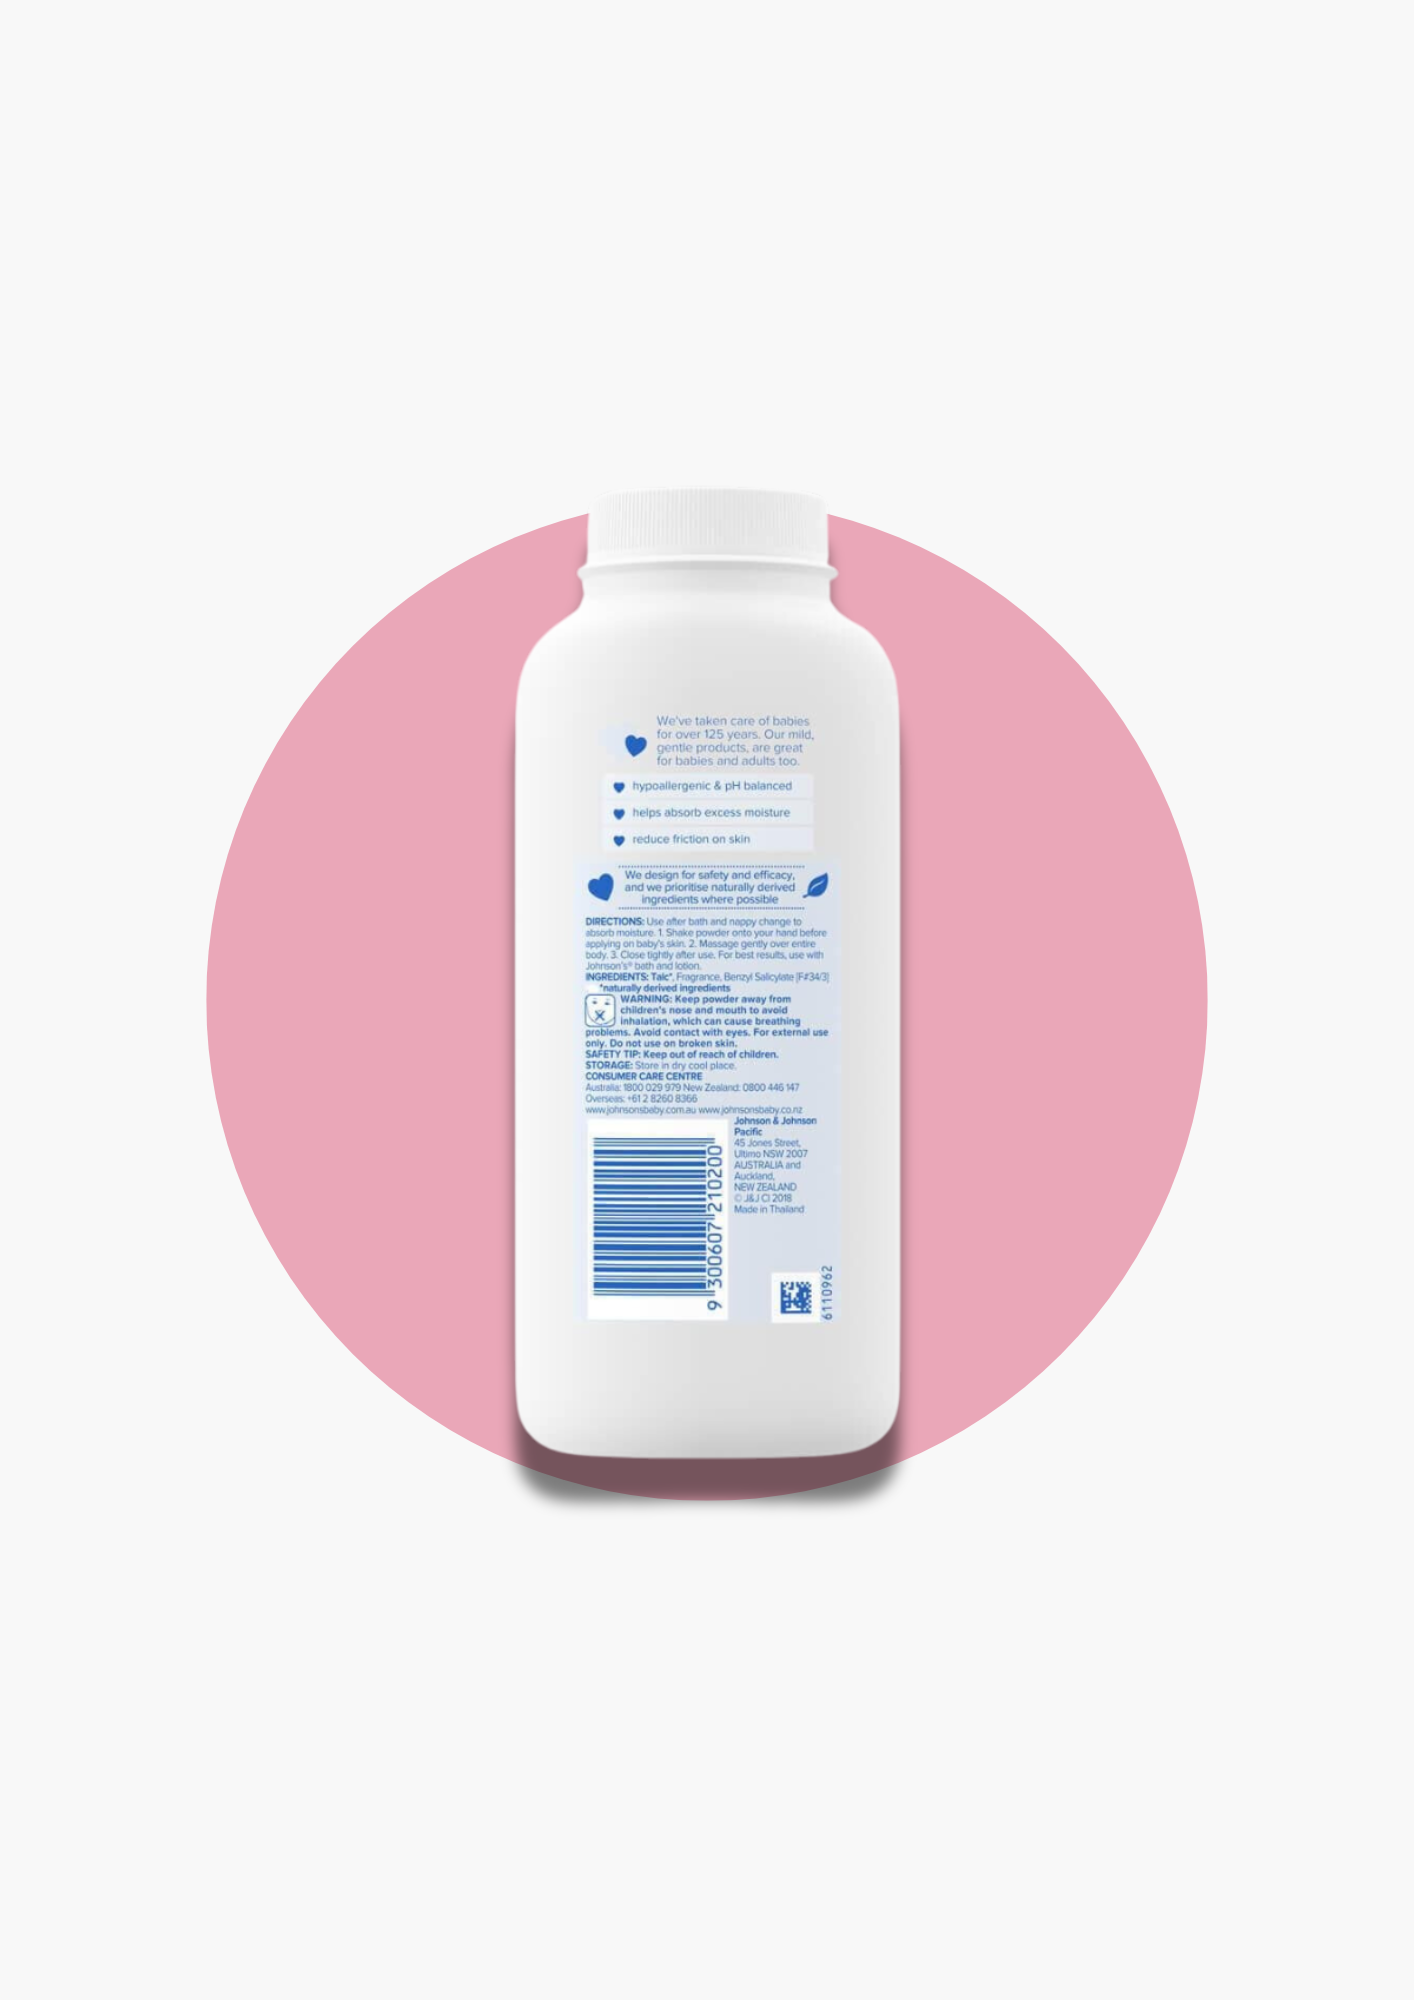 We've taken care of babies
for over 125 years. Our mild,
gentle products, are great
for babies and adults too.
hypoallergenic & pH balanced
helps absorb excess moisture
reduce friction on skin
We design for safety and efficacy,
and we prioritise naturally derived
ingredients where possible
DIRECTIONS: Use after bath and nappy change to
absorb moisture. 1. Shake powder onto your hand before
applying on baby's skin. 2. Massage gently over entire
body. 3. Close tightly after use. For best results, use with
Johnson's® bath and lotion.
INGREDIENTS: Talc*, Fragrance, Benzyl Salicylate [F#34/3]
*naturally derived ingredients
WARNING: Keep powder away from
children's nose and mouth to avoid
inhalation, which can cause breathing
problems. Avoid contact with eyes. For external use
only. Do not use on broken skin.
SAFETY TIP: Keep out of reach of children.
STORAGE: Store in dry cool place.
CONSUMER CARE CENTRE
Australia: 1800 029 979 New Zealand: 0800 446 147
Overseas: +61 2 8260 8366
www.johnsonsbaby.com.au www.johnsonsbaby.co.nz
Johnson & Johnson
Pacific
45 Jones Street,
Ultimo NSW 2007
AUSTRALIA and
Auckland,
NEW ZEALAND
© J&J CI 2018
Made in Thailand
9 300607 210200
6110962